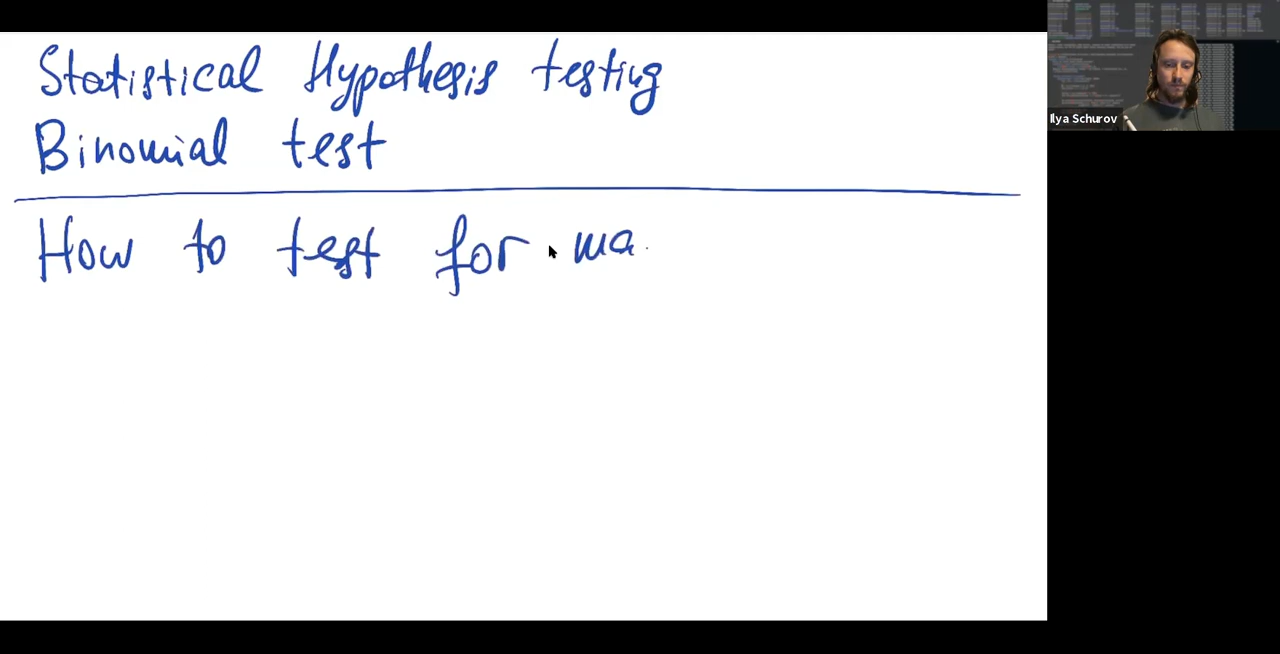 Statistical Hypothesis testing
Binomial test
How to test for ma
Ilya Schurov